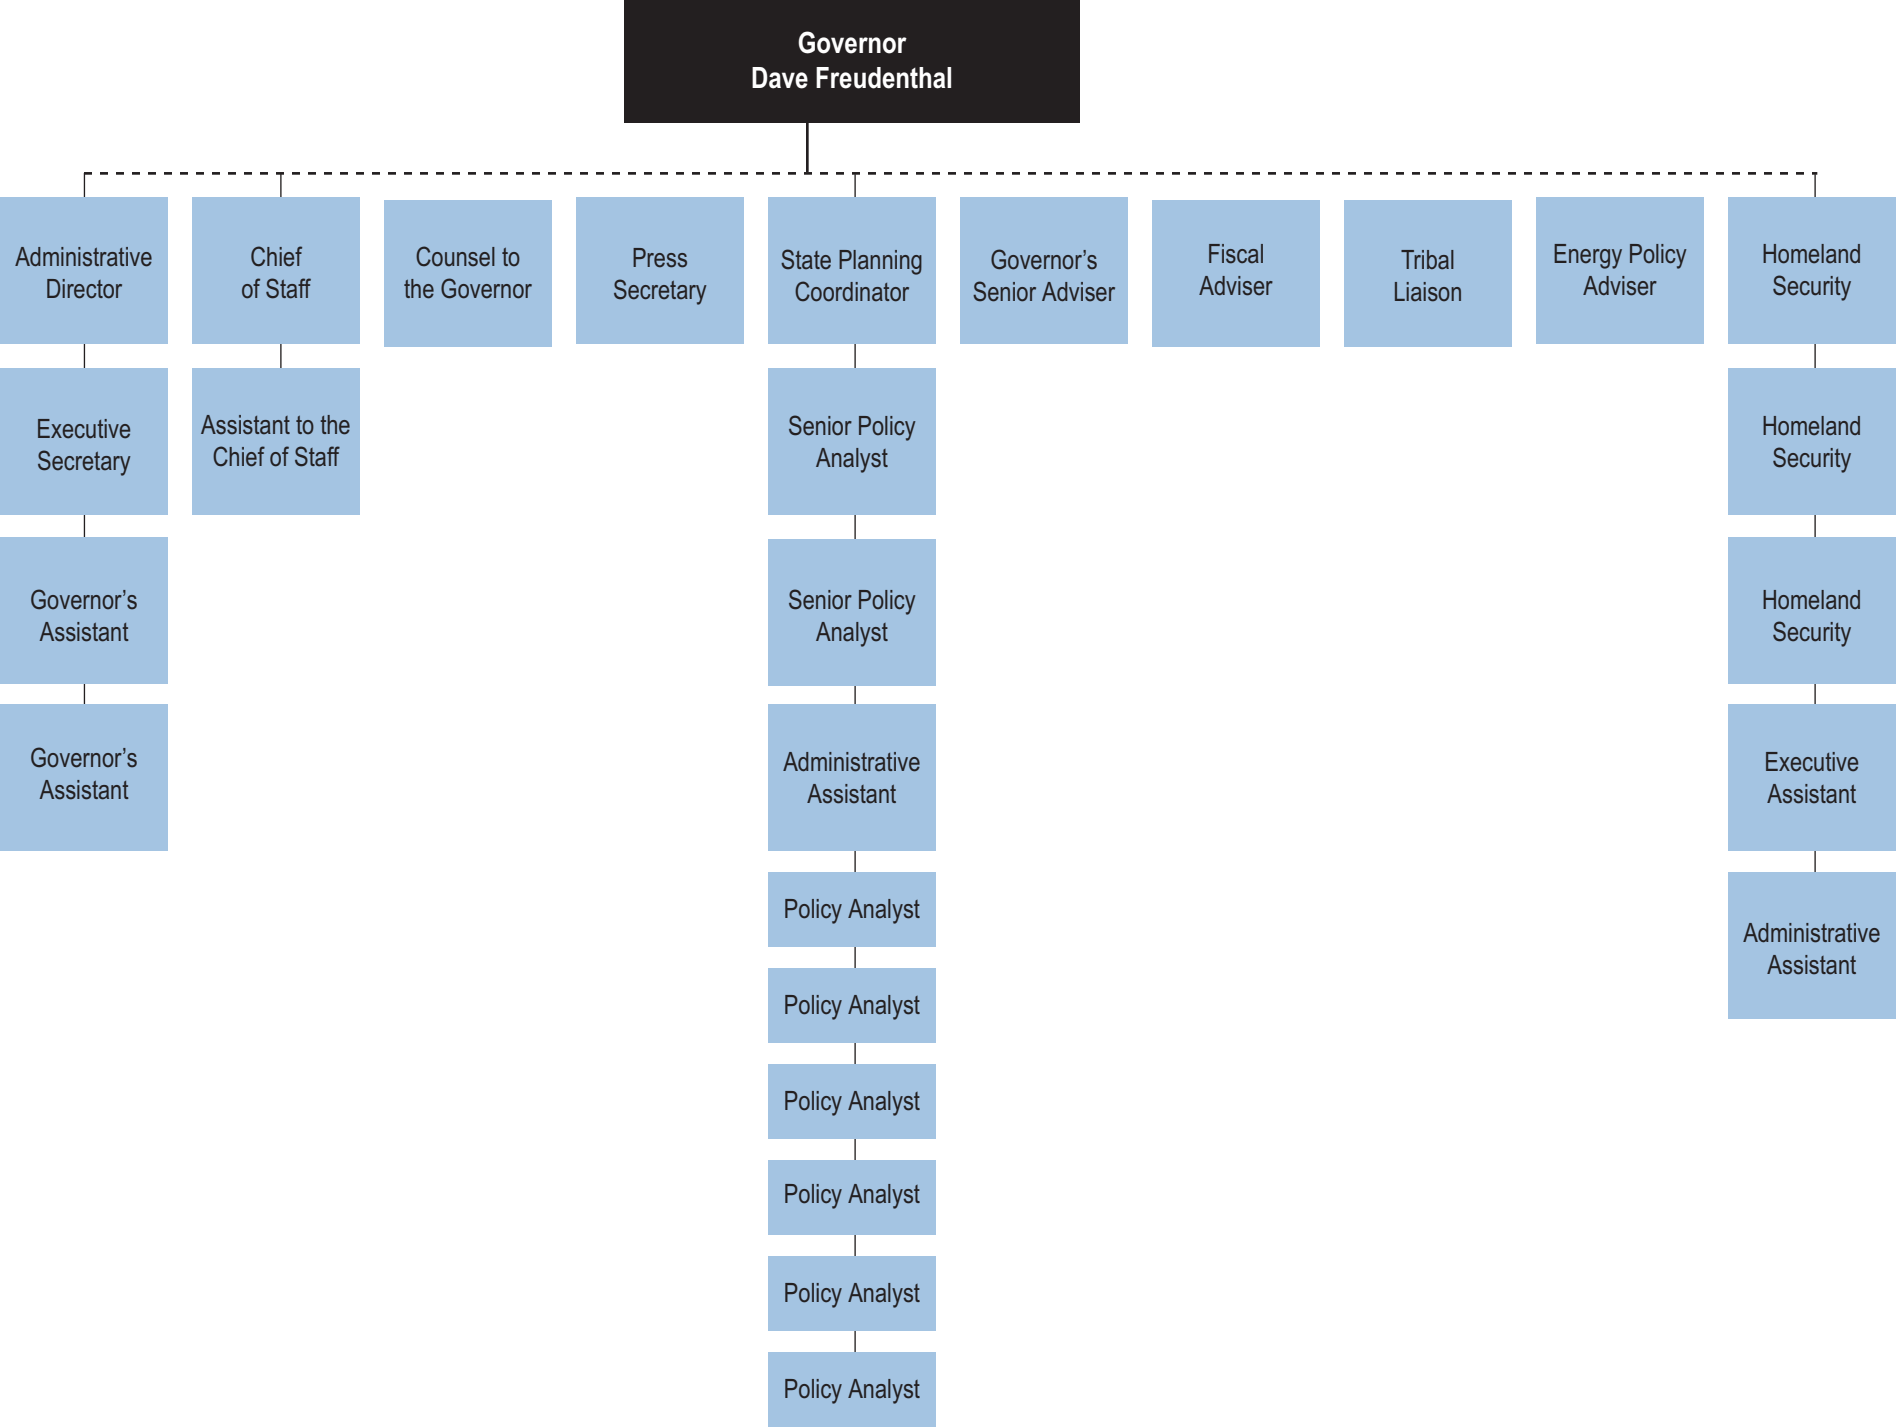 Governor
Dave Freudenthal
Administrative
Director
Chief
of Staff
Counsel to
the Governor
Press
Secretary
State Planning
Coordinator
Governor’s
Senior Adviser
Fiscal
Adviser
Tribal
Liaison
Energy Policy
Adviser
Homeland
Security
Executive
Secretary
Assistant to the
Chief of Staff
Senior Policy
Analyst
Homeland
Security
Governor’s
Assistant
Senior Policy
Analyst
Homeland
Security
Governor’s
Assistant
Administrative
Assistant
Executive
Assistant
Policy Analyst
Administrative
Assistant
Policy Analyst
Policy Analyst
Policy Analyst
Policy Analyst
Policy Analyst